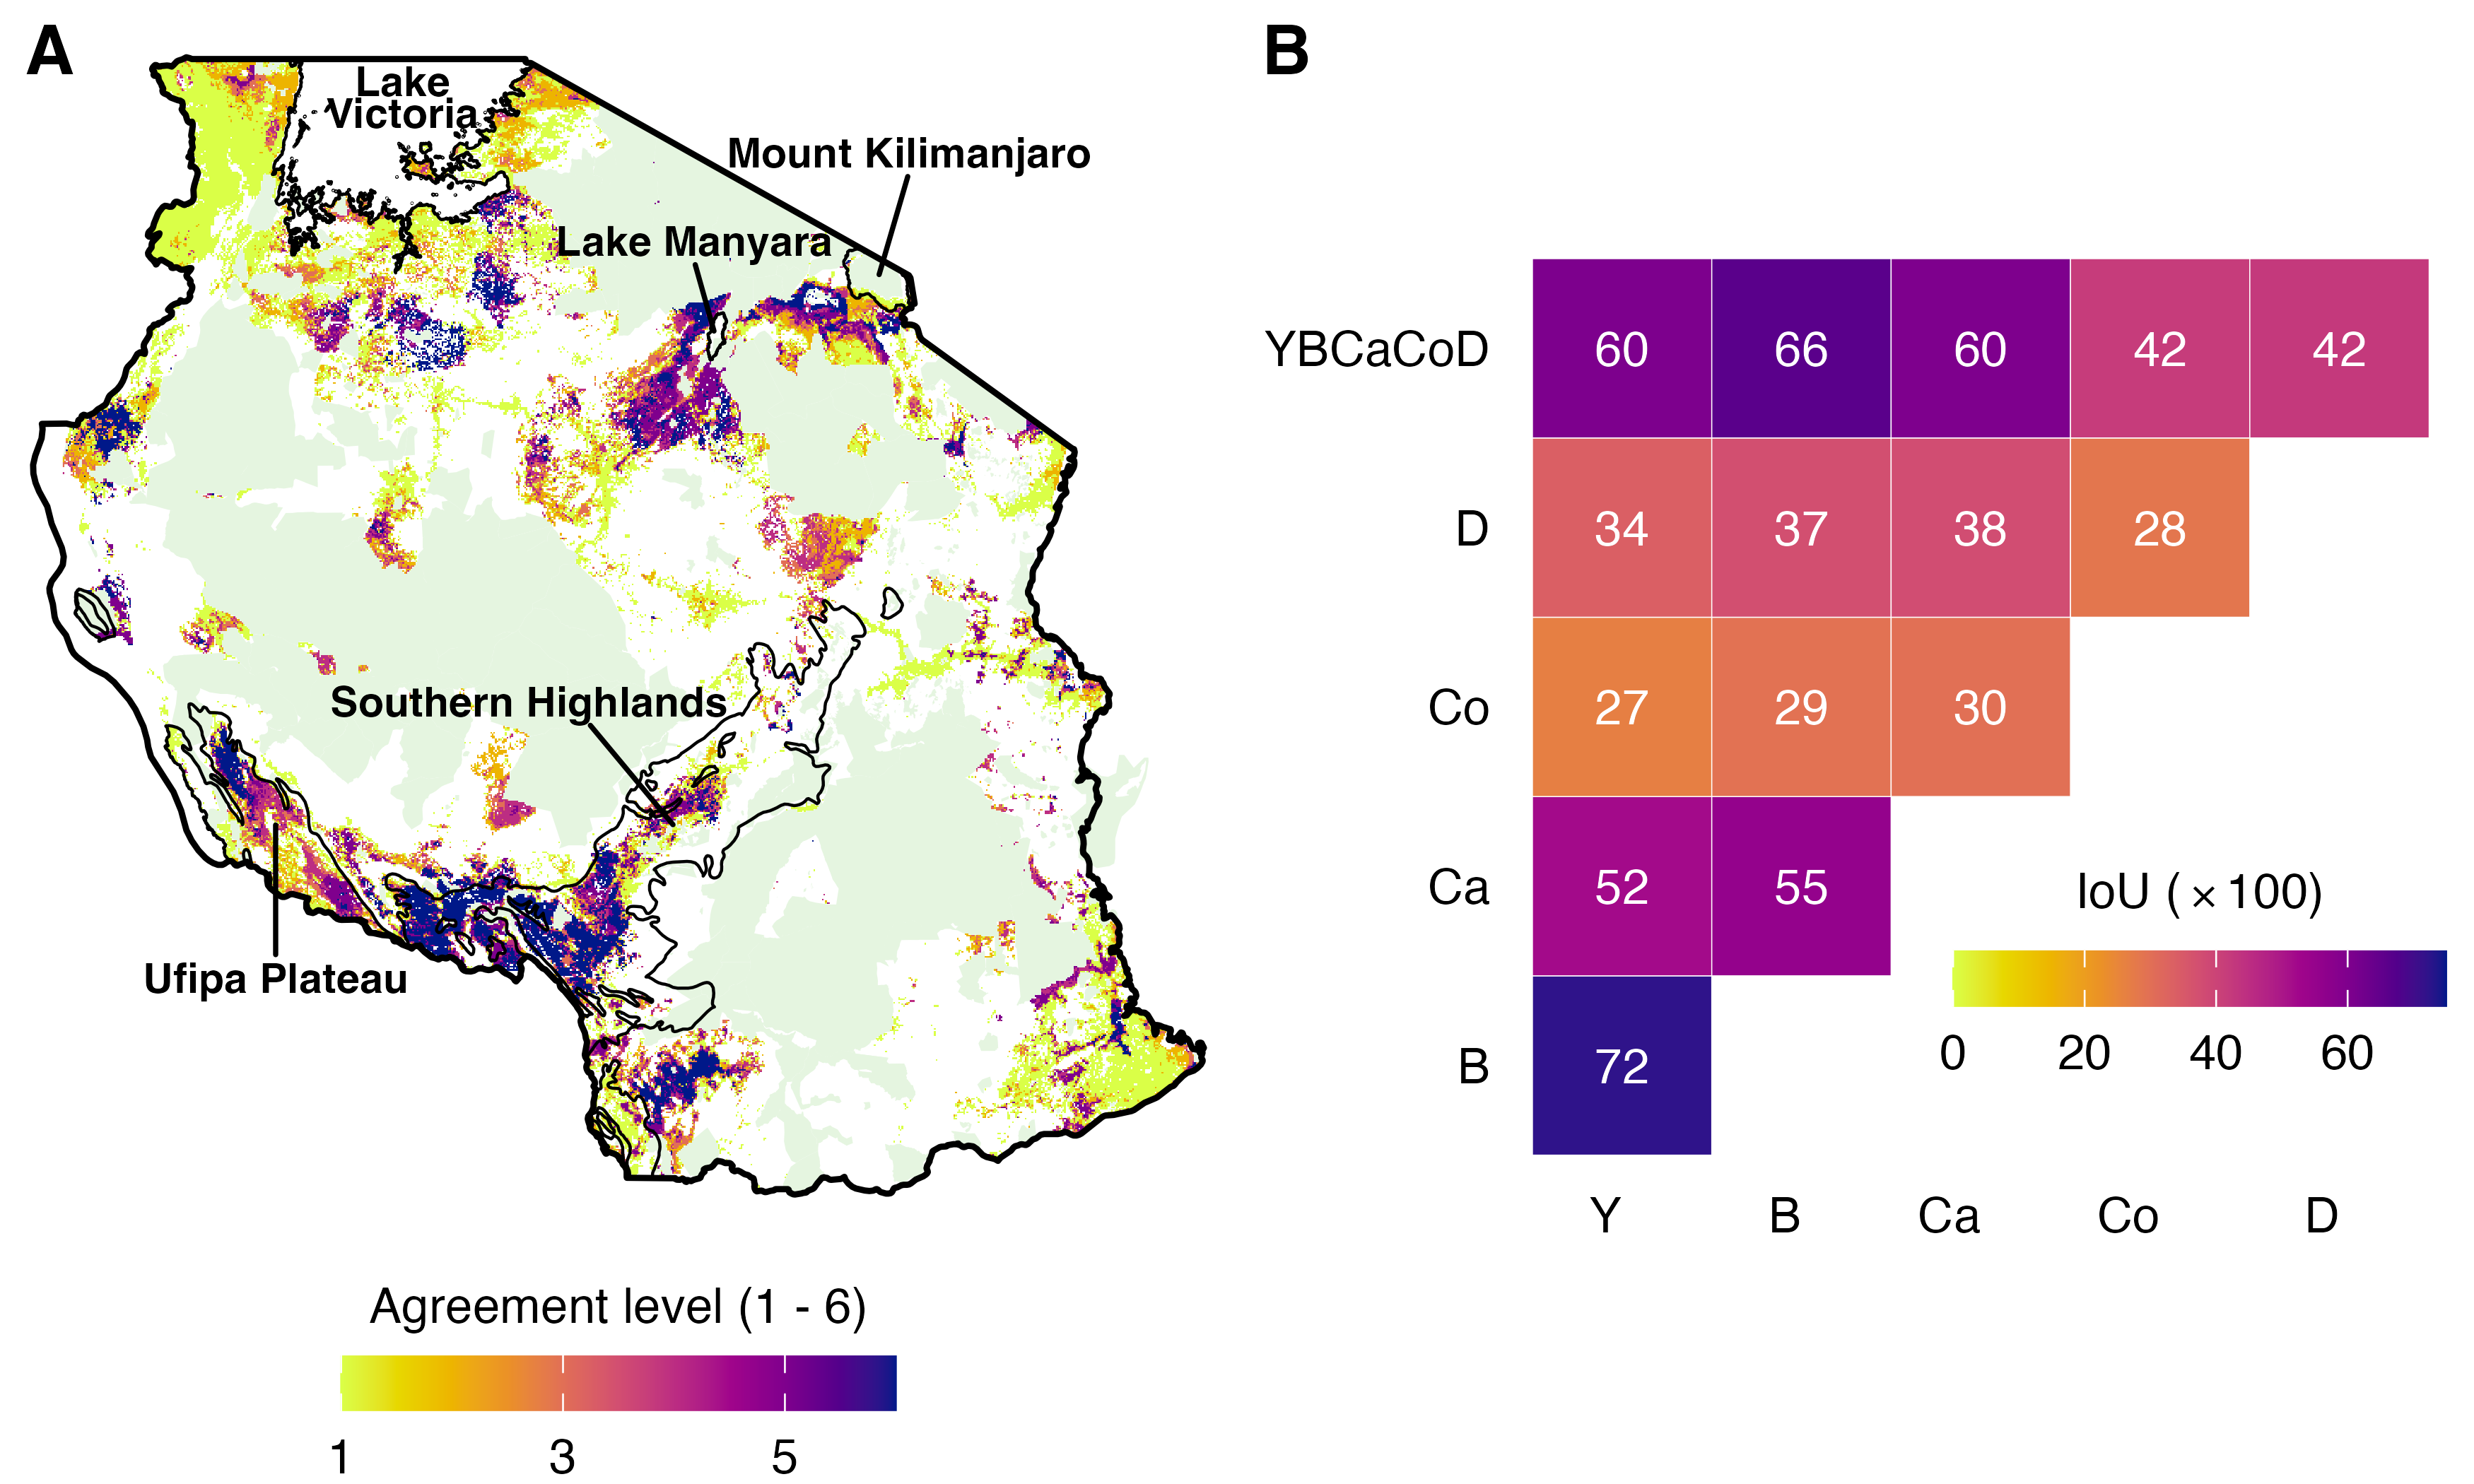 A
Lake
Victoria
Mount Kilimanjaro
Lake Manyara
Southern Highlands
Ufipa Plateau
Agreement level (1 - 6)
1 3 5
B
YBCaCoD 60 66 60 42 42
D 34 37 38 28
Co 27 29 30
Ca 52 55
B 72
Y B Ca Co D
IoU (×100)
0 20 40 60